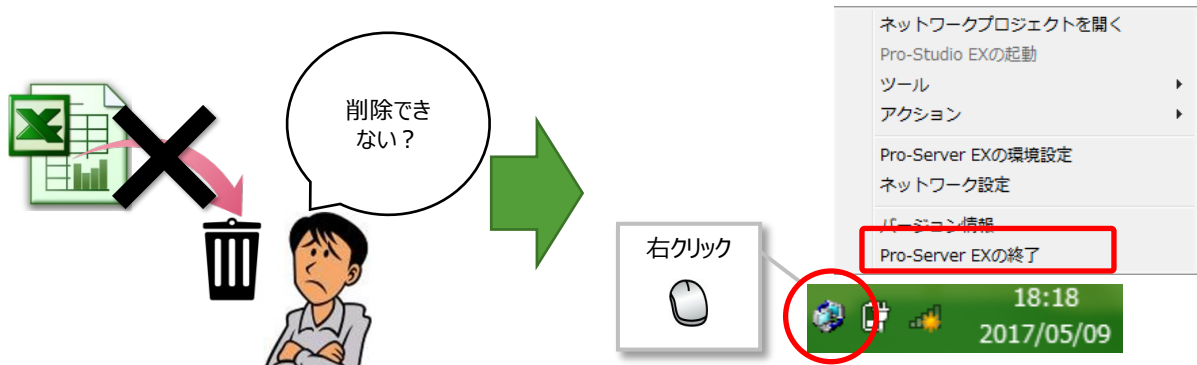 削除でき
ない？
ネットワークプロジェクトを開く
Pro-Studio EXの起動
ツール
アクション
Pro-Server EXの環境設定
ネットワーク設定
バージョン情報
Pro-Server EXの終了
右クリック
18:18
2017/05/09